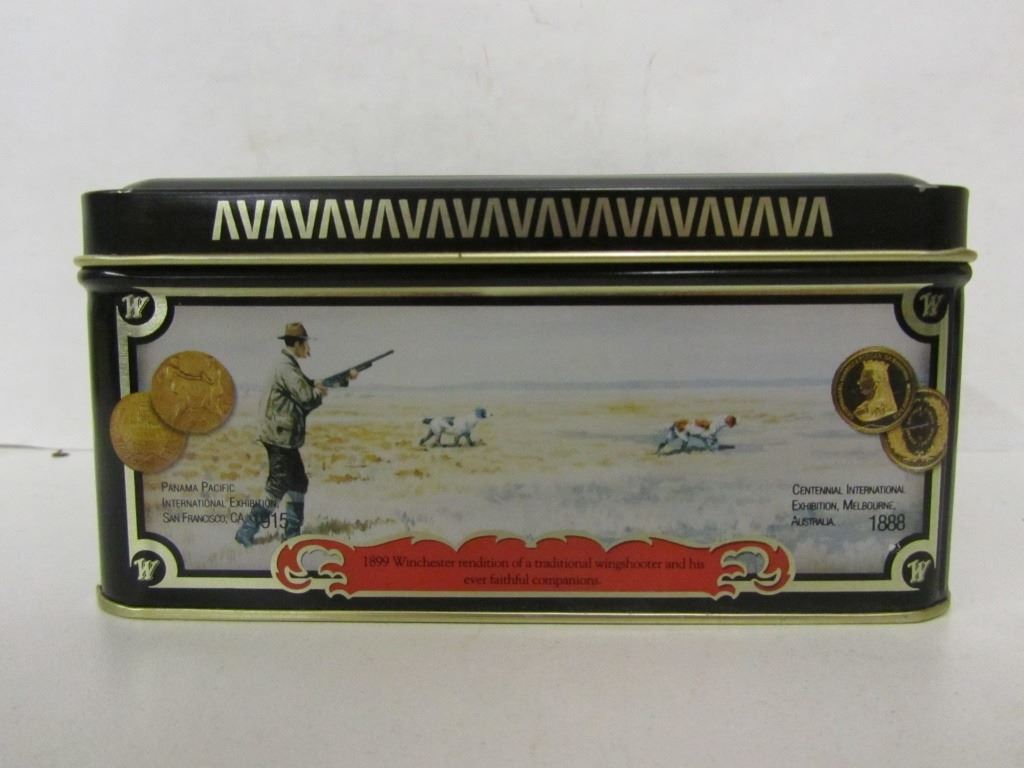 W
W
PANAMA PACIFIC
INTERNATIONAL EXHIBITION,
SAN FRANCISCO, CA. 1915
CENTENNIAL INTERNATIONAL
EXHIBITION, MELBOURNE,
AUSTRALIA. 1888
1899 Winchester rendition of a traditional wingshooter and his
ever faithful companions.
W
W